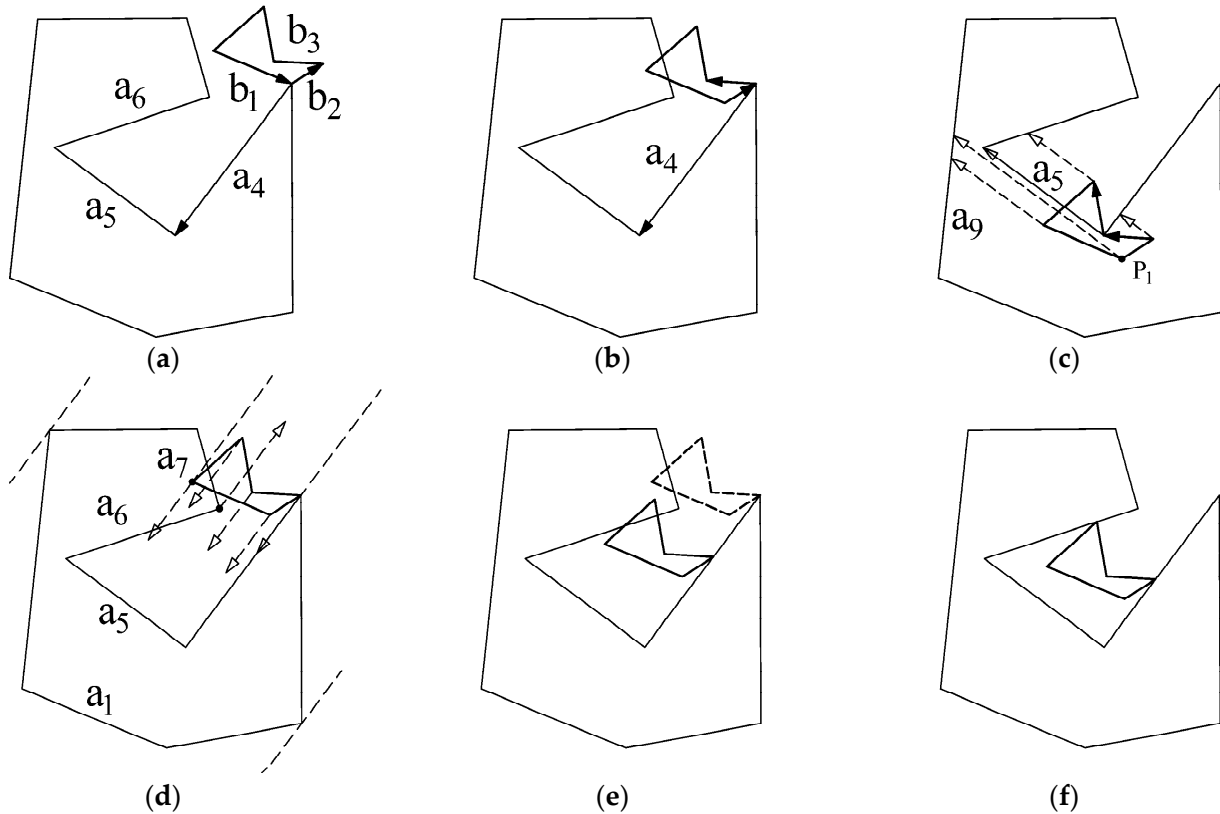 b₃
a₆ b₁ b₂
a₄
a₅
(a)
a₄
(b)
a₅
a₉
P₁
(c)
a₇
a₆
a₅
a₁
(d)
(e)
(f)